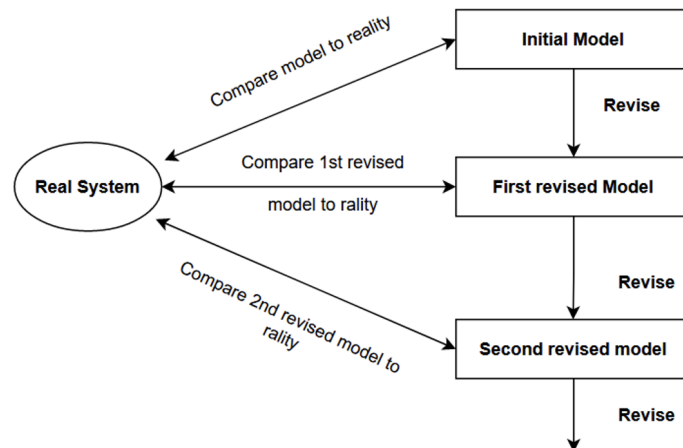 Initial Model
Compare model to reality
Revise
Compare 1st revised
Real System
First revised Model
model to rality
Compare 2nd revised model to
rality
Revise
Second revised model
Revise